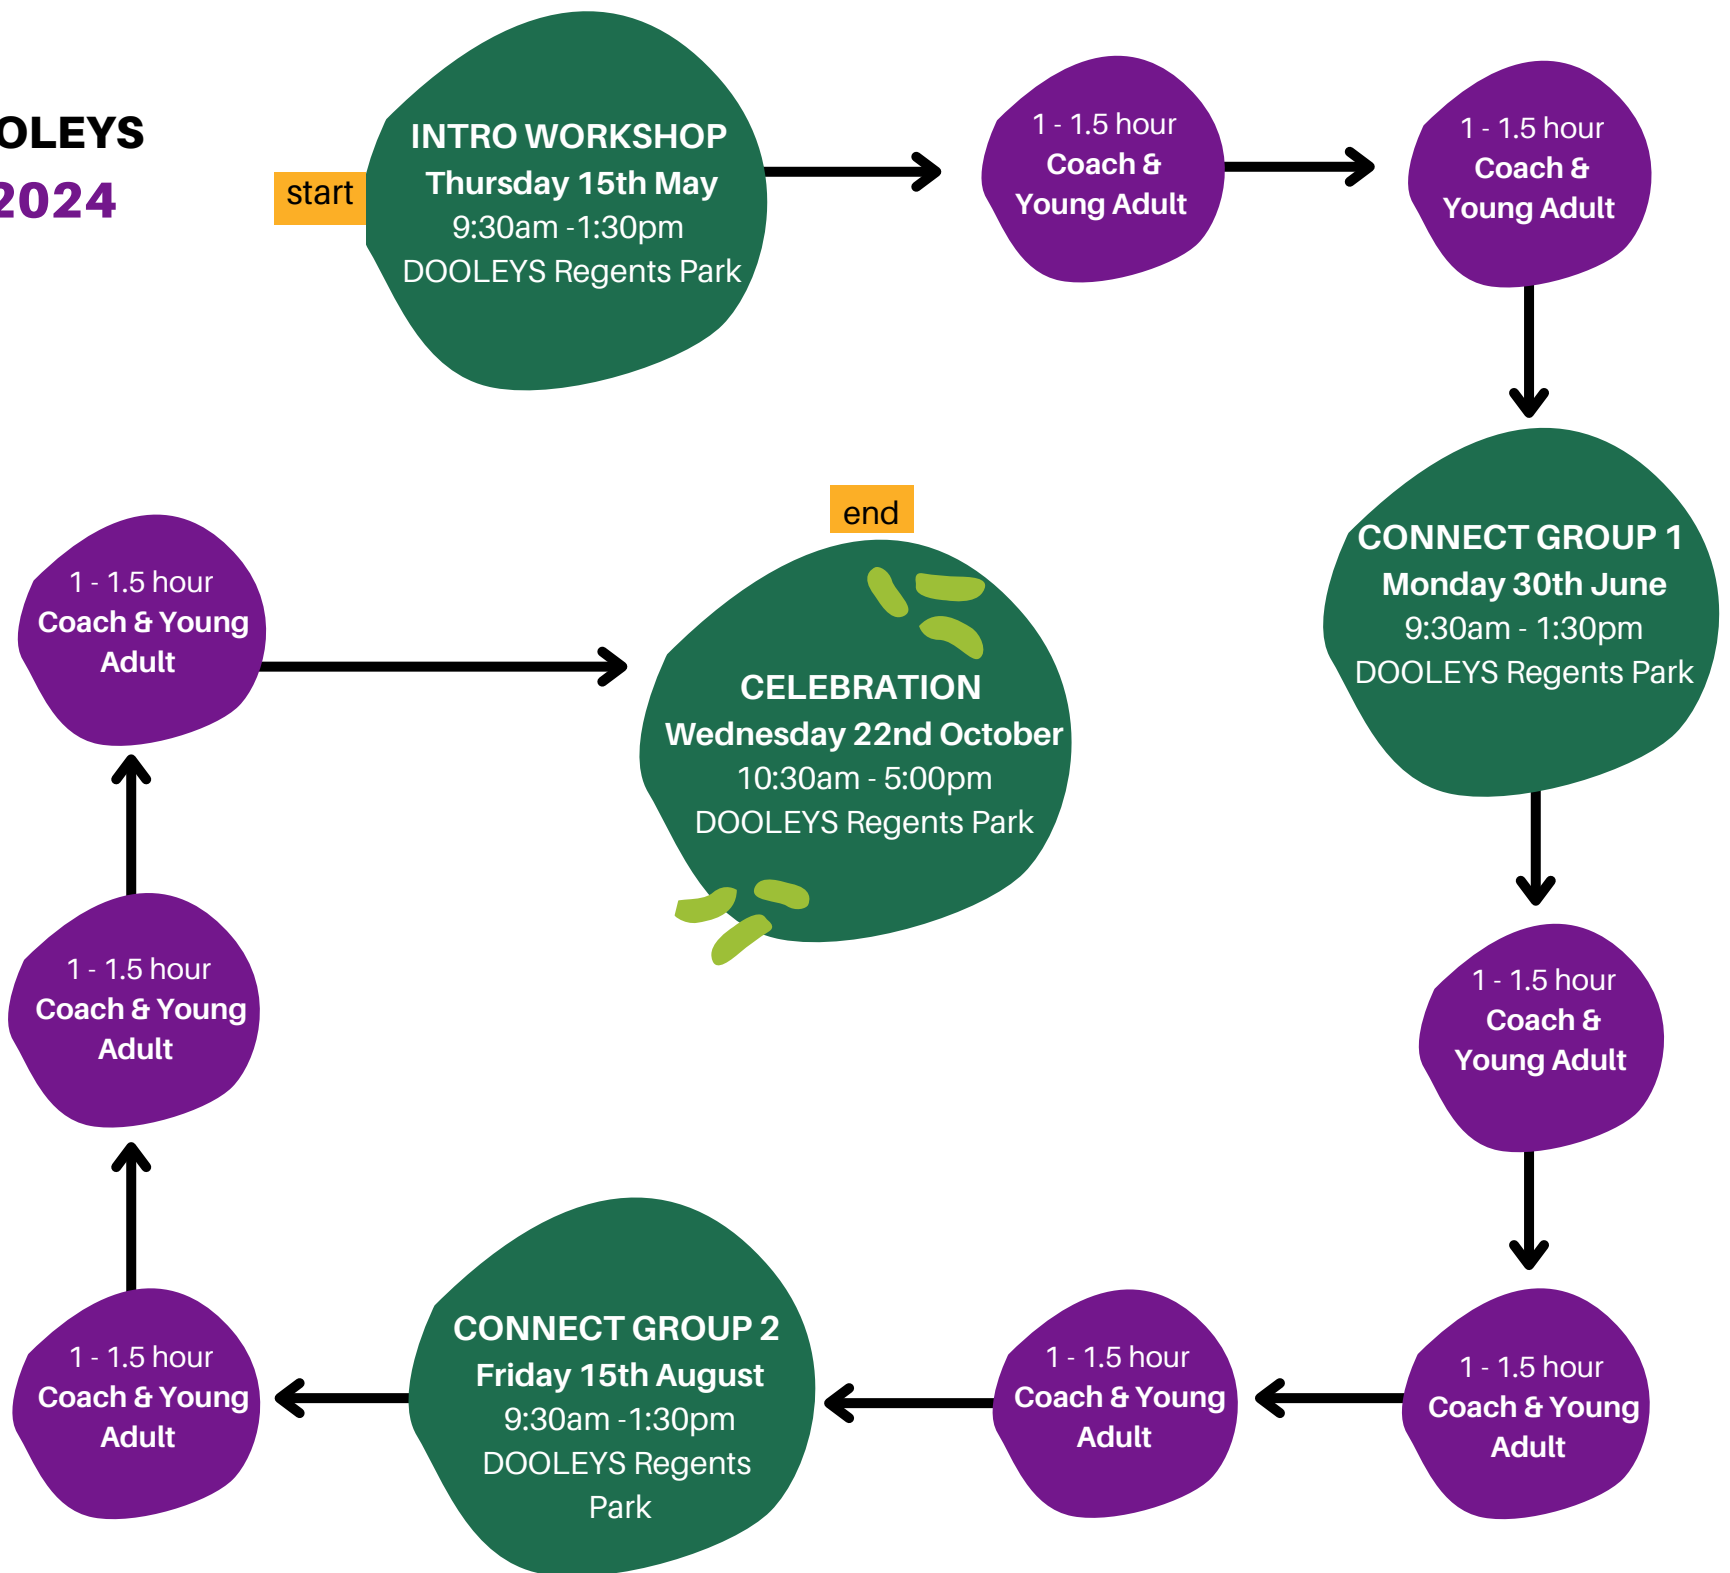 OLEYS
2024
start
INTRO WORKSHOP
Thursday 15th May
9:30am -1:30pm
DOOLEYS Regents Park
1 - 1.5 hour
Coach &
Young Adult
1 - 1.5 hour
Coach &
Young Adult
CONNECT GROUP 1
Monday 30th June
9:30am - 1:30pm
DOOLEYS Regents Park
1 - 1.5 hour
Coach &
Young Adult
1 - 1.5 hour
Coach & Young
Adult
1 - 1.5 hour
Coach & Young
Adult
CONNECT GROUP 2
Friday 15th August
9:30am -1:30pm
DOOLEYS Regents
Park
1 - 1.5 hour
Coach & Young
Adult
1 - 1.5 hour
Coach & Young
Adult
1 - 1.5 hour
Coach & Young
Adult
end
CELEBRATION
Wednesday 22nd October
10:30am - 5:00pm
DOOLEYS Regents Park